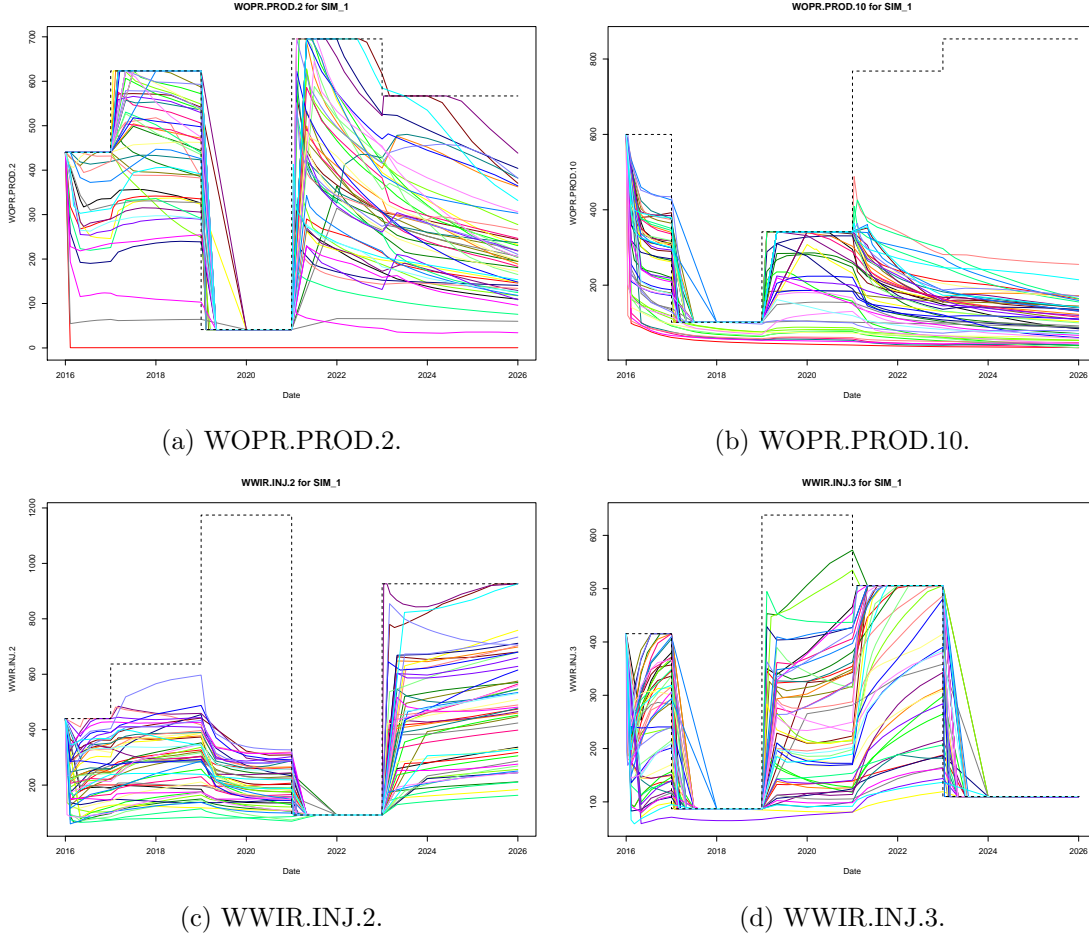 WOPR.PROD.2 for SIM_1
WOPR.PROD.2
0 100 200 300 400 500 600 700
2016 2018 2020 2022 2024 2026
Date
(a) WOPR.PROD.2.
WOPR.PROD.10 for SIM_1
WOPR.PROD.10
200 400 600 800
2016 2018 2020 2022 2024 2026
Date
(b) WOPR.PROD.10.
WWIR.INJ.2 for SIM_1
WWIR.INJ.2
200 400 600 800 1000 1200
2016 2018 2020 2022 2024 2026
Date
(c) WWIR.INJ.2.
WWIR.INJ.3 for SIM_1
WWIR.INJ.3
100 200 300 400 500 600
2016 2018 2020 2022 2024 2026
Date
(d) WWIR.INJ.3.